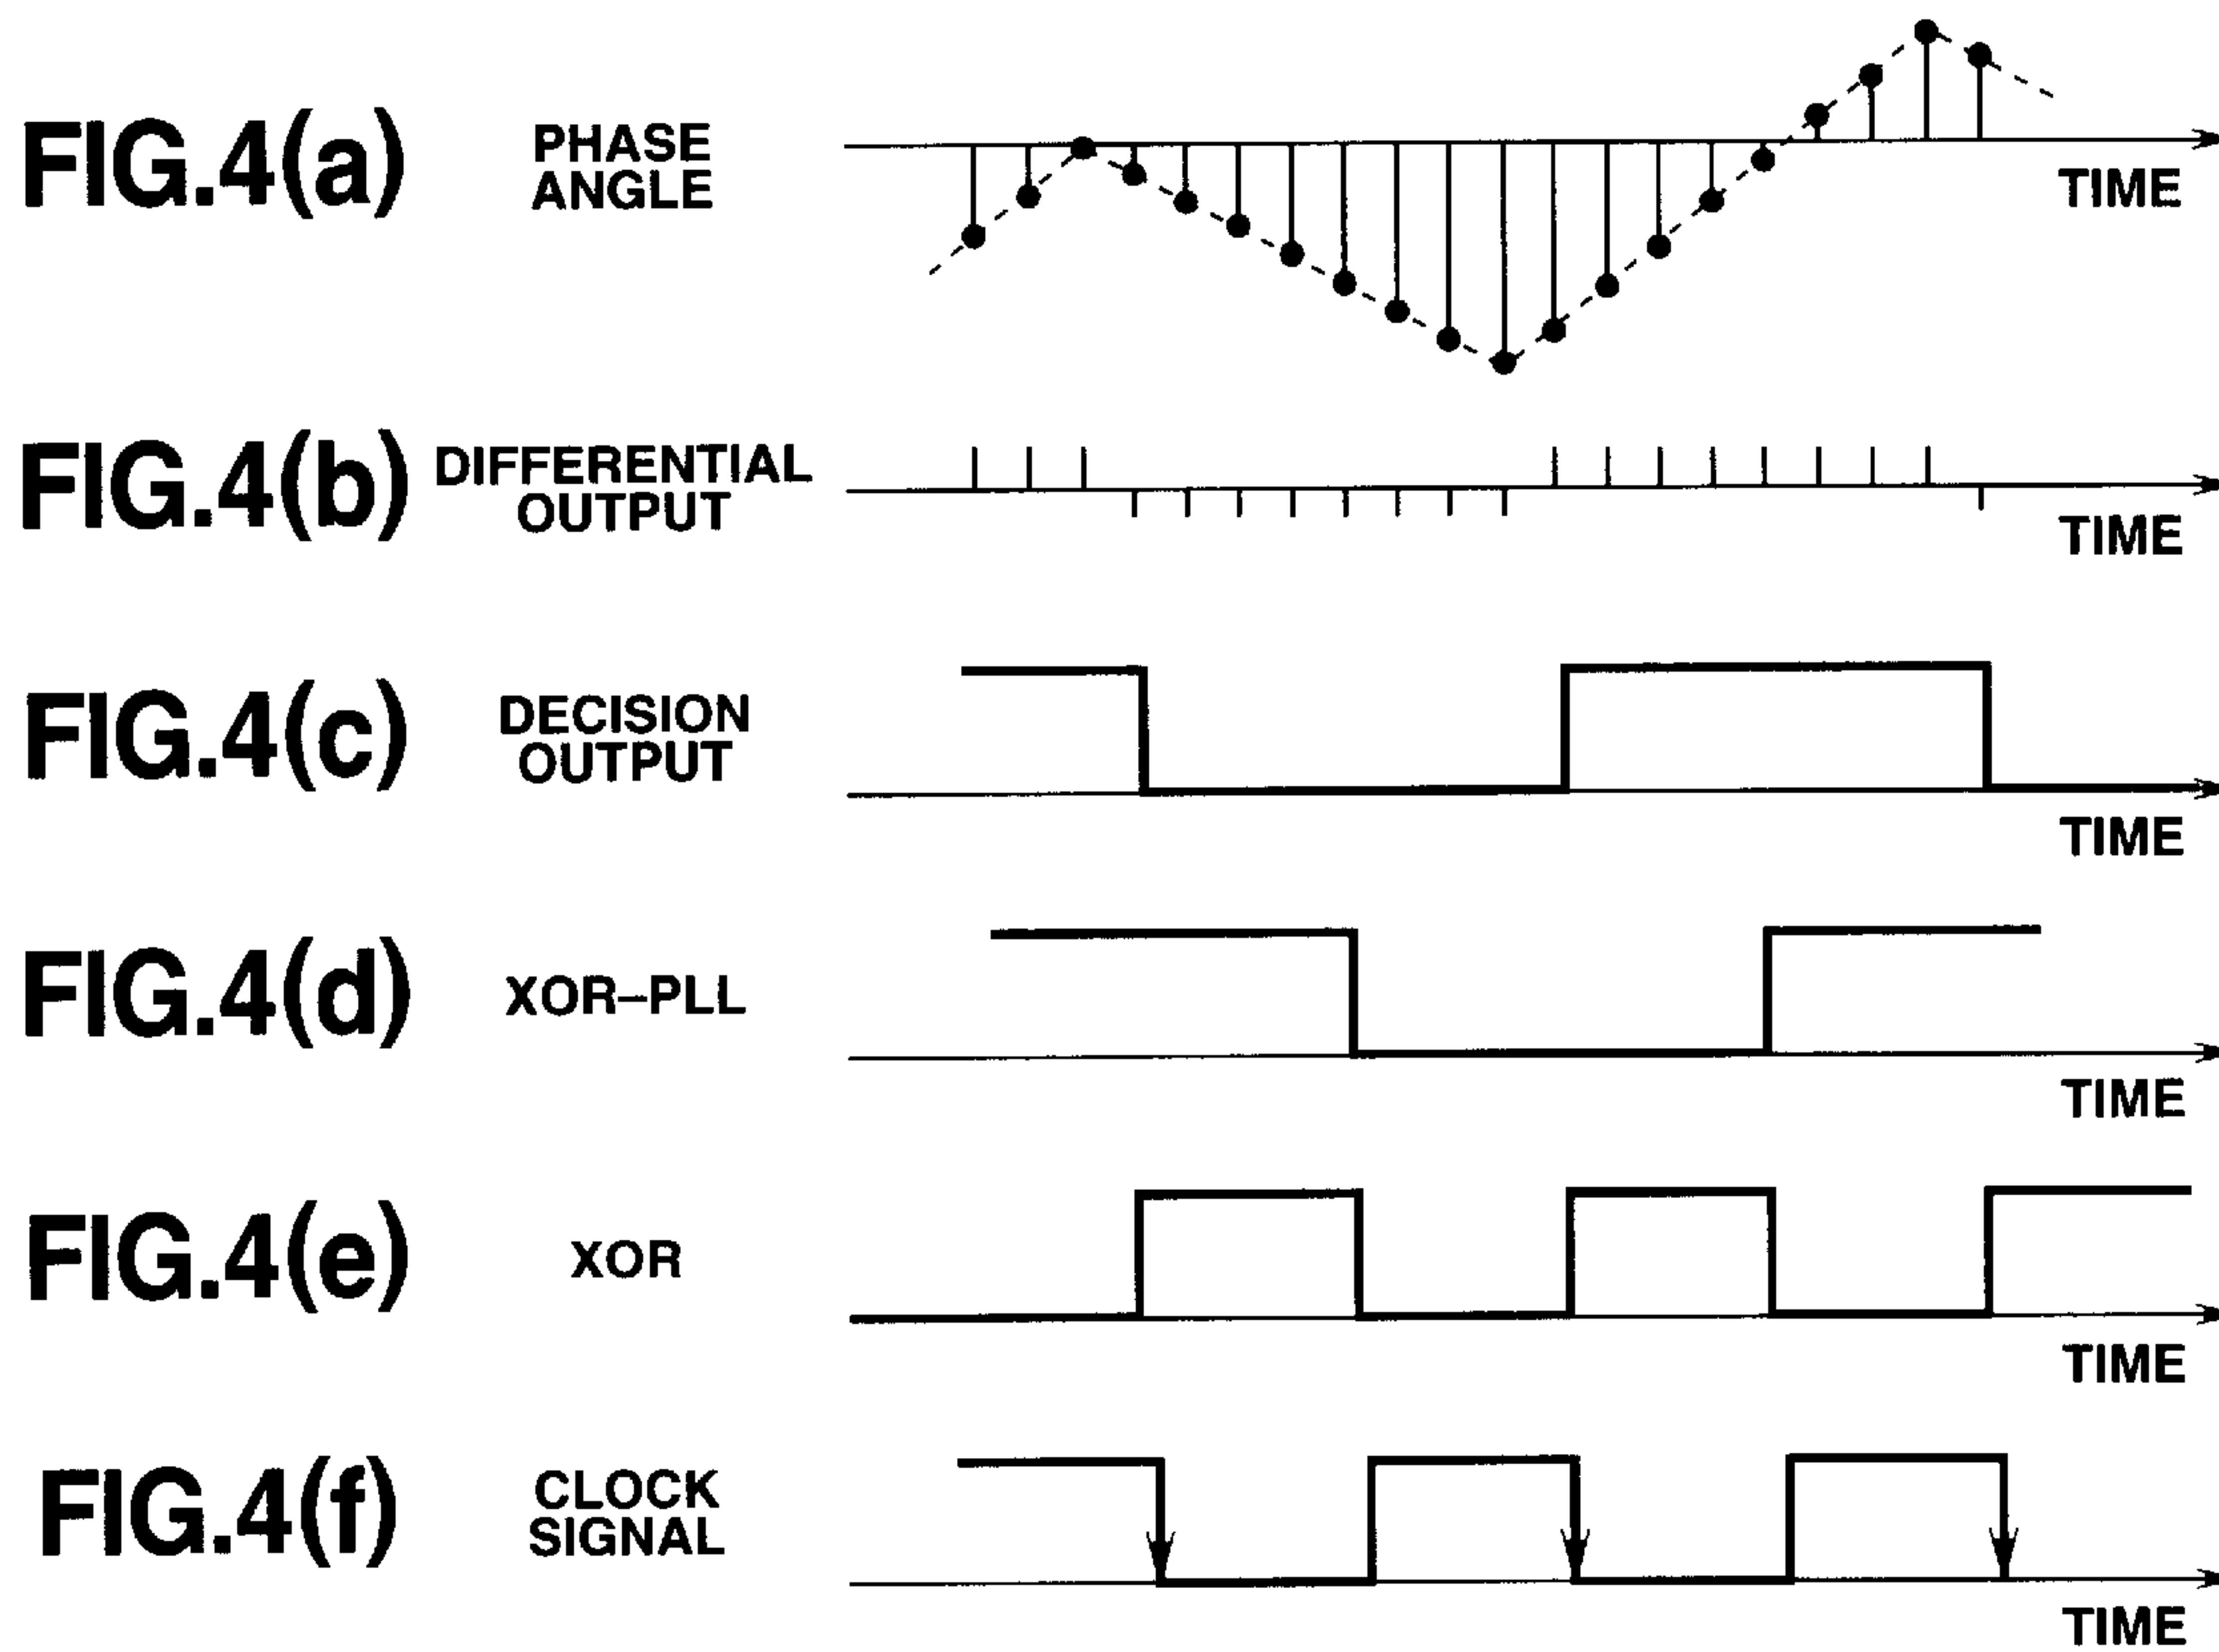 FIG.4(a)
PHASE
ANGLE
TIME
FIG.4(b)
DIFFERENTIAL
OUTPUT
TIME
FIG.4(c)
DECISION
OUTPUT
TIME
FIG.4(d)
XOR–PLL
TIME
FIG.4(e)
XOR
TIME
FIG.4(f)
CLOCK
SIGNAL
TIME